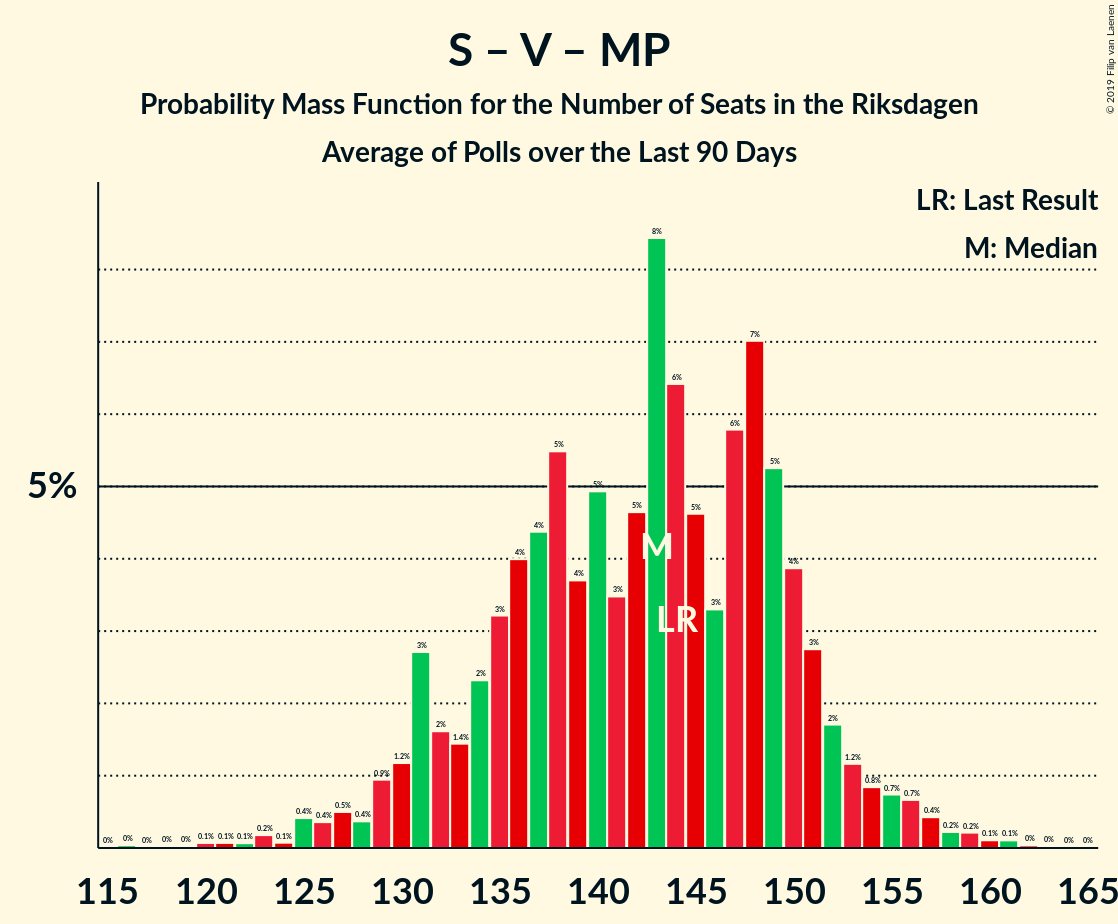 S – V – MP
Probability Mass Function for the Number of Seats in the Riksdagen
Average of Polls over the Last 90 Days
© 2019 Filip van Laenen
LR: Last Result
M: Median
5%
0% 0% 0% 0% 0% 0.1% 0.1% 0.1% 0.2% 0.1% 0.4% 0.4% 0.5% 0.4% 0.9% 1.2% 3% 2% 1.4% 2% 3% 4% 4% 5% 4% 5% 3% 5% 8% 6% 5% 3% 6% 7% 5% 4% 3% 2% 1.2% 0.8% 0.7% 0.7% 0.4% 0.2% 0.2% 0.1% 0.1% 0% 0% 0% 0%
M
LR
115 120 125 130 135 140 145 150 155 160 165